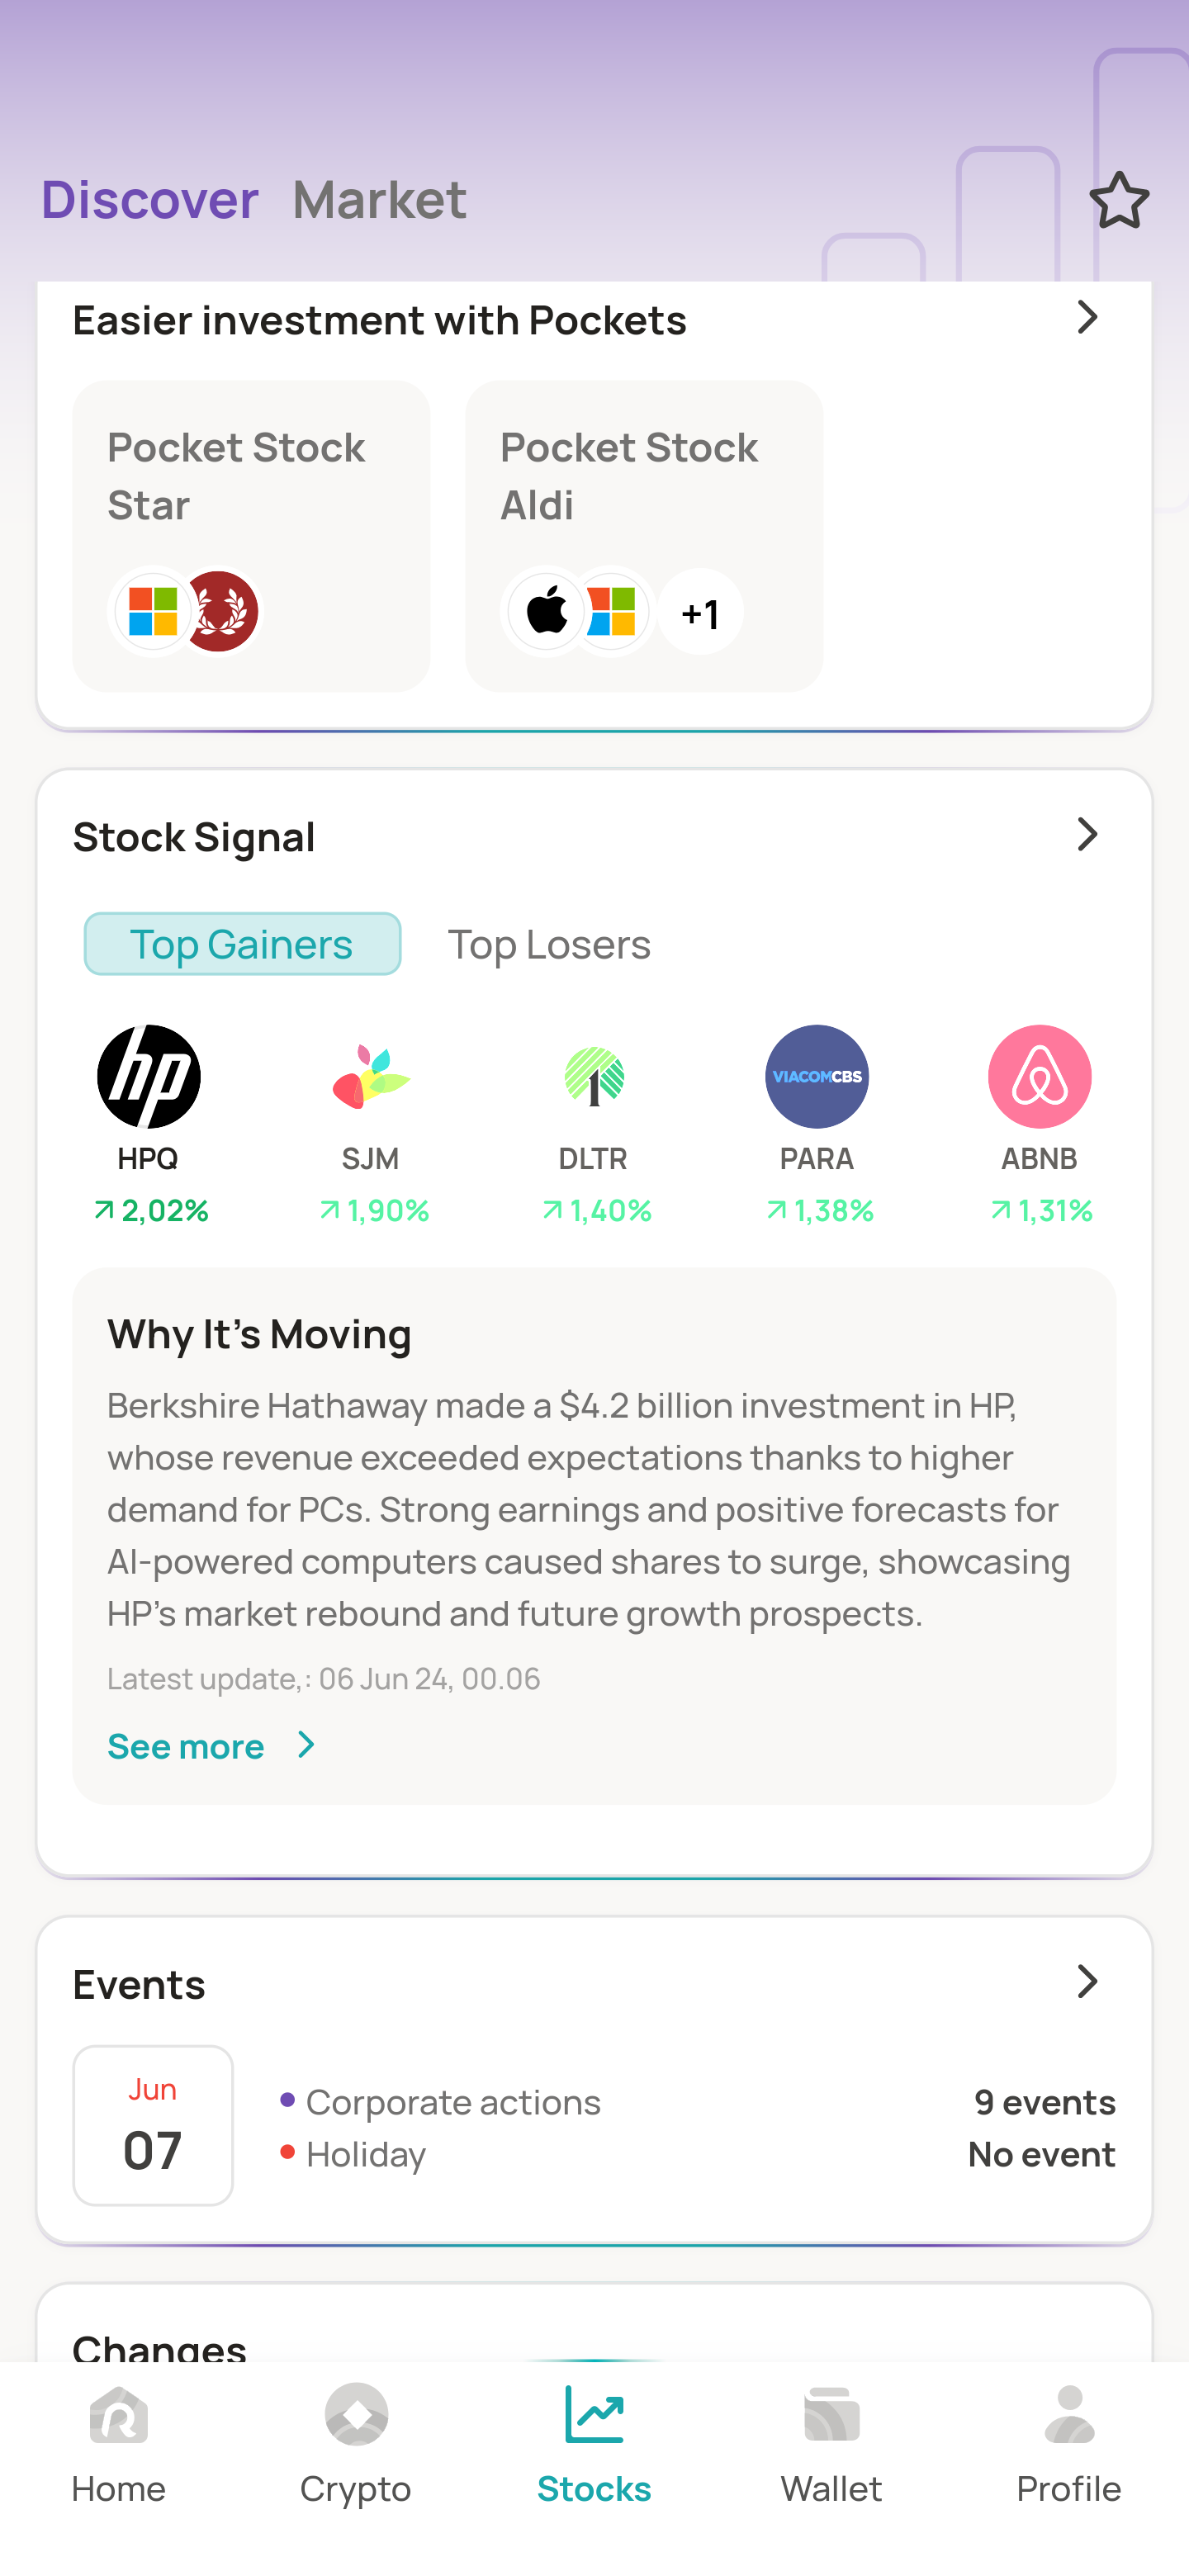 Discover Market
Easier investment with Pockets
Pocket Stock
Star
Pocket Stock
Aldi
+1
Stock Signal
Top Gainers Top Losers
hp
VIACOMCBS
HPQ SJM DLTR PARA ABNB
2,02% 1,90% 1,40% 1,38% 1,31%
Why It's Moving
Berkshire Hathaway made a $4.2 billion investment in HP,
whose revenue exceeded expectations thanks to higher
demand for PCs. Strong earnings and positive forecasts for
AI-powered computers caused shares to surge, showcasing
HP's market rebound and future growth prospects.
Latest update,: 06 Jun 24, 00.06
See more
Events
Jun
07
Corporate actions 9 events
Holiday No event
Changes
Home Crypto Stocks Wallet Profile